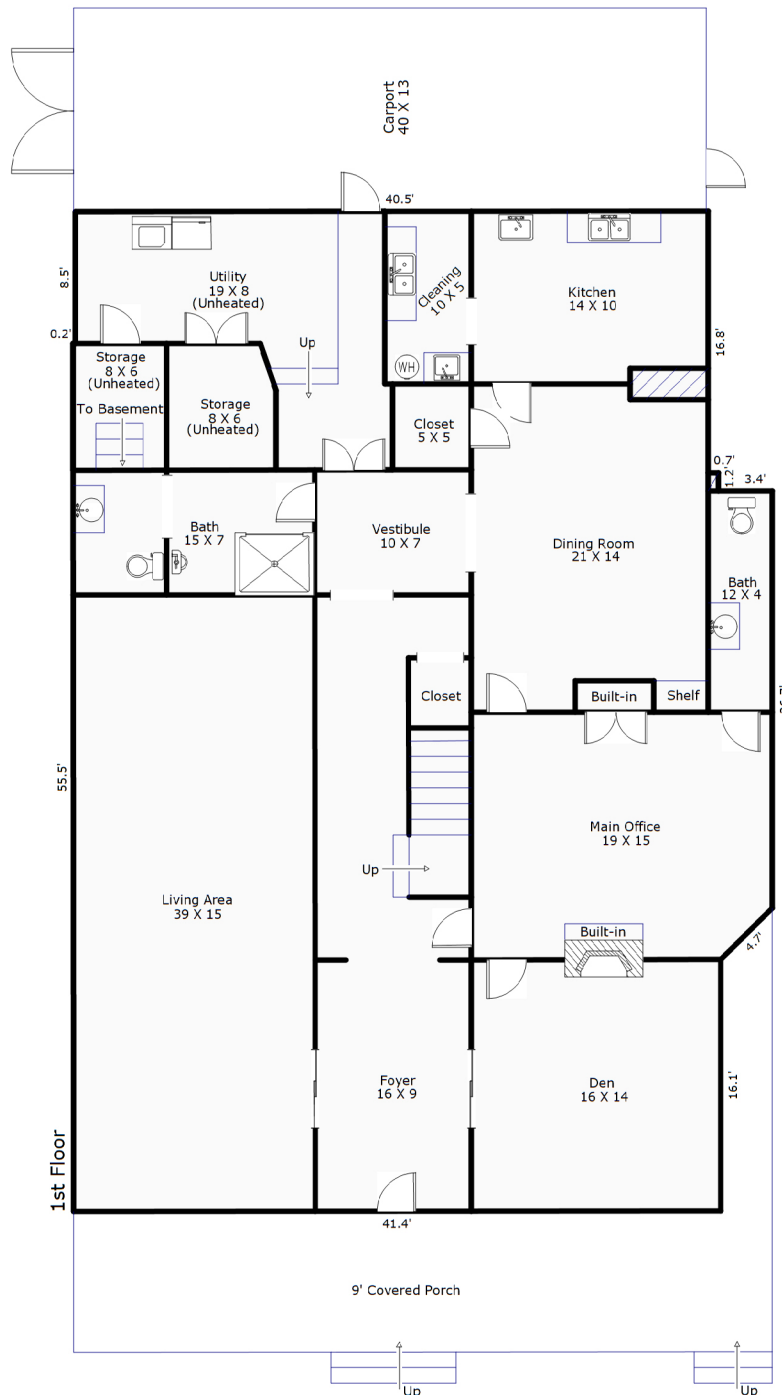 Carport
40 X 13
40.5'
8.5'
Utility
19 X 8
(Unheated)
Cleaning
10 X 5
Kitchen
14 X 10
0.2'
Up
16.8'
Storage
8 X 6
(Unheated)
To Basement
WH
Storage
8 X 6
(Unheated)
Closet
5 X 5
0.7'
1.2'
3.4'
Bath
15 X 7
Vestibule
10 X 7
Dining Room
21 X 14
Bath
12 X 4
Closet
Built-in
Shelf
55.5'
Main Office
19 X 15
Up
Living Area
39 X 15
Built-in
4.7'
Foyer
16 X 9
Den
16 X 14
16.1'
1st Floor
41.4'
9' Covered Porch
Up
Up